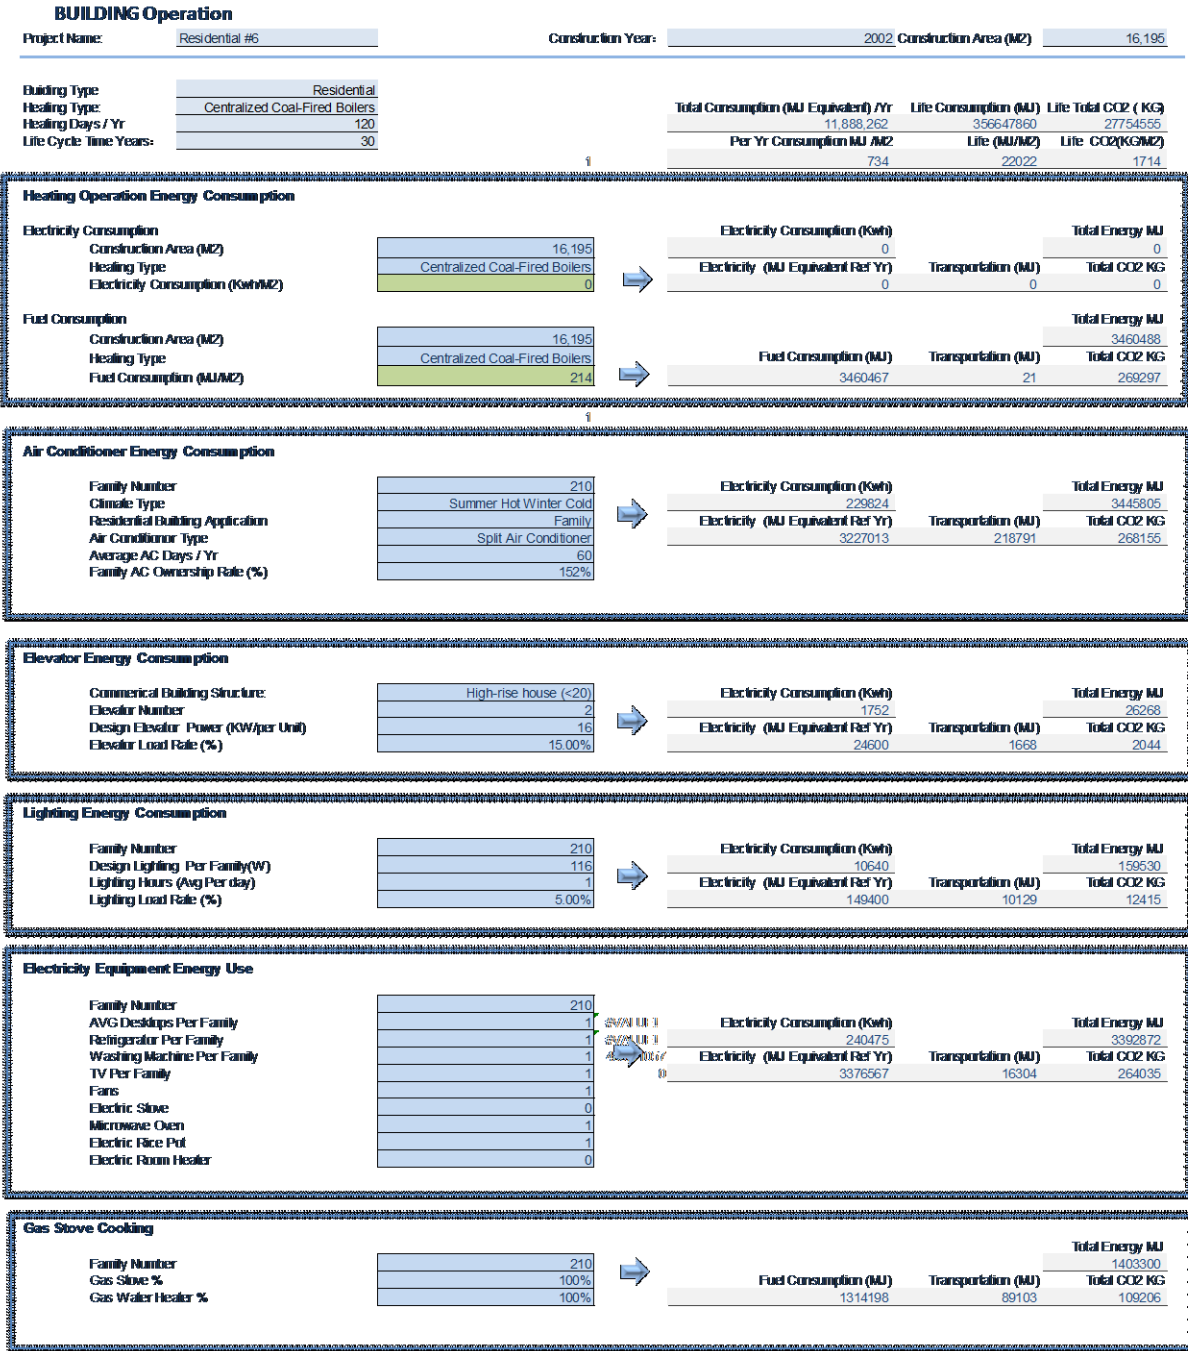 BUILDING Operation
Project Name: Residential #6 Construction Year: 2002 Construction Area (M2) 16,195
Building Type Residential
Heating Type: Centralized Coal-Fired Boilers Total Consumption (MJ Equivalent) /Yr Life Consumption (MJ) Life Total CO2 ( KG)
Heating Days / Yr 120 11,888,262 356647860 27754555
Life Cycle Time Years: 30 Per Yr Consumption MJ /M2 Life (MJ/M2) Life CO2(KG/M2)
1 734 22022 1714
Heating Operation Energy Consumption
Electricity Consumption Electricity Consumption (Kwh) Total Energy MJ
Construction Area (M2) 16,195 0 0
Heating Type Centralized Coal-Fired Boilers Electricity (MJ Equivalent Ref Yr) Transportation (MJ) Total CO2 KG
Electricity Consumption (Kwh/M2) 0 0 0 0
Fuel Consumption Total Energy MJ
Construction Area (M2) 16,195 3460488
Heating Type Centralized Coal-Fired Boilers Fuel Consumption (MJ) Transportation (MJ) Total CO2 KG
Fuel Consumption (MJ/M2) 214 3460467 21 269297
1
Air Conditioner Energy Consumption
Family Number 210 Electricity Consumption (Kwh) Total Energy MJ
Climate Type Summer Hot Winter Cold 229824 3445805
Residential Building Application Family Electricity (MJ Equivalent Ref Yr) Transportation (MJ) Total CO2 KG
Air Conditionor Type Split Air Conditioner 3227013 218791 268155
Average AC Days / Yr 60
Family AC Ownership Rate (%) 152%
Elevator Energy Consumption
Commerical Building Structure: High-rise house (<20) Electricity Consumption (Kwh) Total Energy MJ
Elevator Number 2 1752 26268
Design Elevator Power (KW/per Unit) 16 Electricity (MJ Equivalent Ref Yr) Transportation (MJ) Total CO2 KG
Elevator Load Rate (%) 15.00% 24600 1668 2044
Lighting Energy Consumption
Family Number 210 Electricity Consumption (Kwh) Total Energy MJ
Design Lighting Per Family(W) 116 10640 159530
Lighting Hours (Avg Per day) 1 Electricity (MJ Equivalent Ref Yr) Transportation (MJ) Total CO2 KG
Lighting Load Rate (%) 5.00% 149400 10129 12415
Electricity Equipment Energy Use
Family Number 210
AVG Desktops Per Family 1 #VALUE! Electricity Consumption (Kwh) Total Energy MJ
Refrigerator Per Family 1 #VALUE! 240475 3392872
Washing Machine Per Family 1 Electricity (MJ Equivalent Ref Yr) Transportation (MJ) Total CO2 KG
TV Per Family 1 0 3376567 16304 264035
Fans 1
Electric Stove 0
Microwave Oven 1
Electric Rice Pot 1
Electric Room Heater 0
Gas Stove Cooking
Total Energy MJ
Family Number 210 1403300
Gas Stove % 100% Fuel Consumption (MJ) Transportation (MJ) Total CO2 KG
Gas Water Heater % 100% 1314198 89103 109206